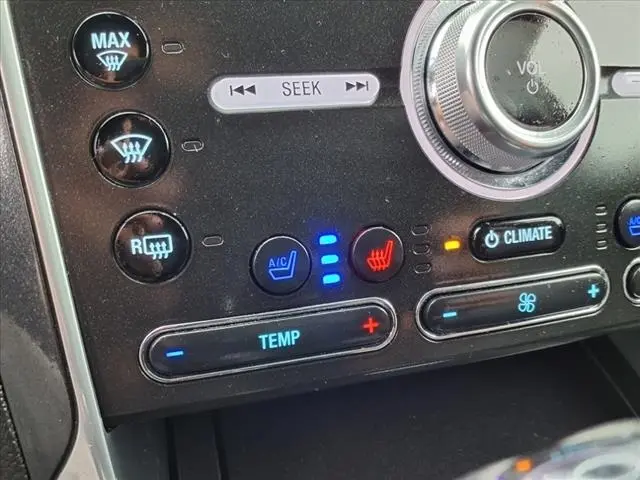 MAX
SEEK
VOL
R
A/C
CLIMATE
A/C
- TEMP +
- +